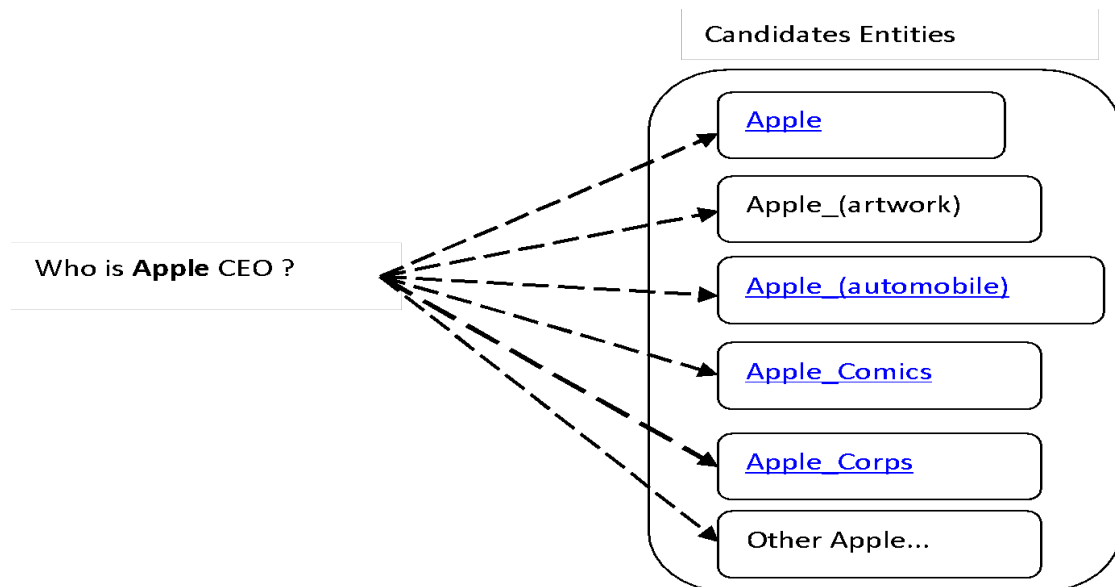 Candidates Entities
Apple
Apple_(artwork)
Who is Apple CEO ?
Apple_(automobile)
Apple_Comics
Apple_Corps
Other Apple...